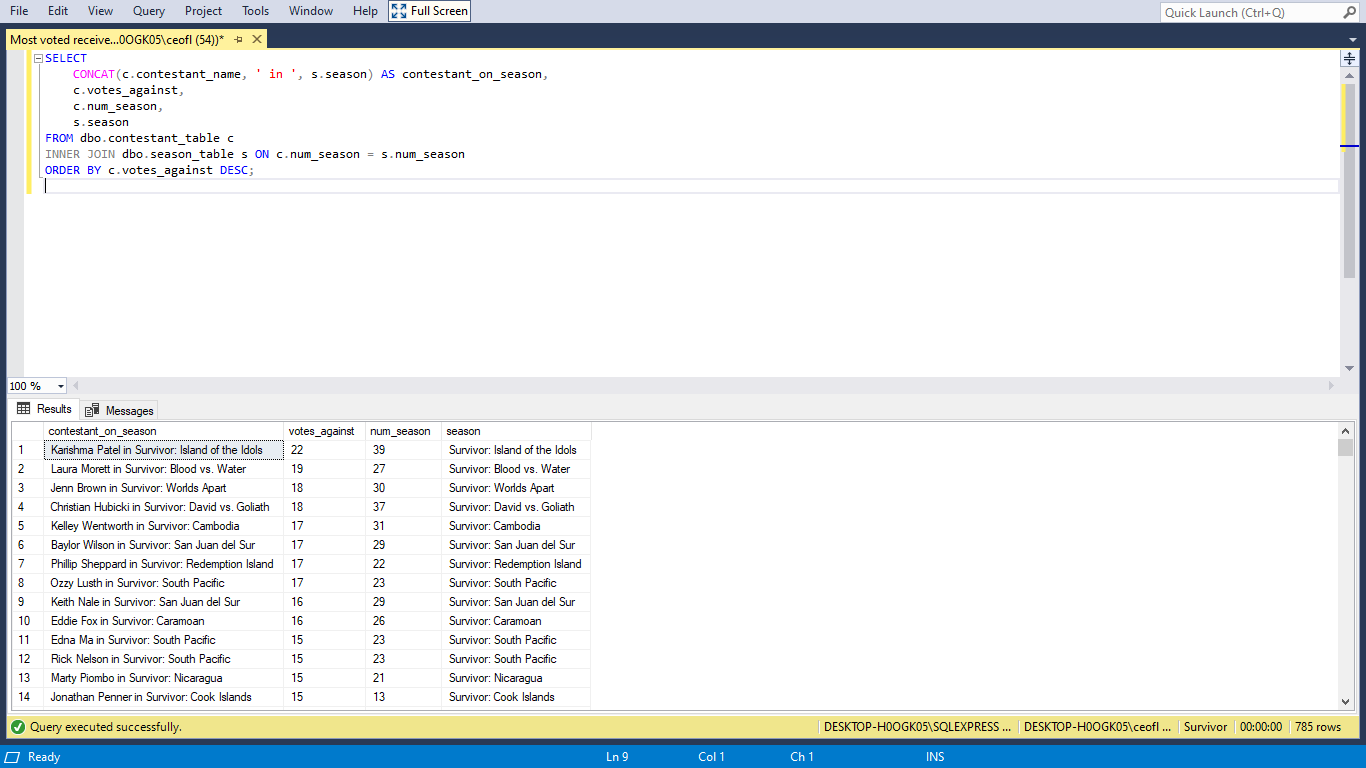 File Edit View Query Project Tools Window Help Full Screen
Quick Launch (Ctrl+Q)
Most voted receive...0OGK05\ceofl (54))*
SELECT
CONCAT(c.contestant_name, ' in ', s.season) AS contestant_on_season,
c.votes_against,
c.num_season,
s.season
FROM dbo.contestant_table c
INNER JOIN dbo.season_table s ON c.num_season = s.num_season
ORDER BY c.votes_against DESC;
100 %
Results Messages
contestant_on_season votes_against num_season season
1 Karishma Patel in Survivor: Island of the Idols 22 39 Survivor: Island of the Idols
2 Laura Morett in Survivor: Blood vs. Water 19 27 Survivor: Blood vs. Water
3 Jenn Brown in Survivor: Worlds Apart 18 30 Survivor: Worlds Apart
4 Christian Hubicki in Survivor: David vs. Goliath 18 37 Survivor: David vs. Goliath
5 Kelley Wentworth in Survivor: Cambodia 17 31 Survivor: Cambodia
6 Baylor Wilson in Survivor: San Juan del Sur 17 29 Survivor: San Juan del Sur
7 Phillip Sheppard in Survivor: Redemption Island 17 22 Survivor: Redemption Island
8 Ozzy Lusth in Survivor: South Pacific 17 23 Survivor: South Pacific
9 Keith Nale in Survivor: San Juan del Sur 16 29 Survivor: San Juan del Sur
10 Eddie Fox in Survivor: Caramoan 16 26 Survivor: Caramoan
11 Edna Ma in Survivor: South Pacific 15 23 Survivor: South Pacific
12 Rick Nelson in Survivor: South Pacific 15 23 Survivor: South Pacific
13 Marty Piombo in Survivor: Nicaragua 15 21 Survivor: Nicaragua
14 Jonathan Penner in Survivor: Cook Islands 15 13 Survivor: Cook Islands
Query executed successfully. DESKTOP-H0OGK05\SQLEXPRESS ... DESKTOP-H0OGK05\ceofl ... Survivor 00:00:00 785 rows
Ready Ln 9 Col 1 Ch 1 INS